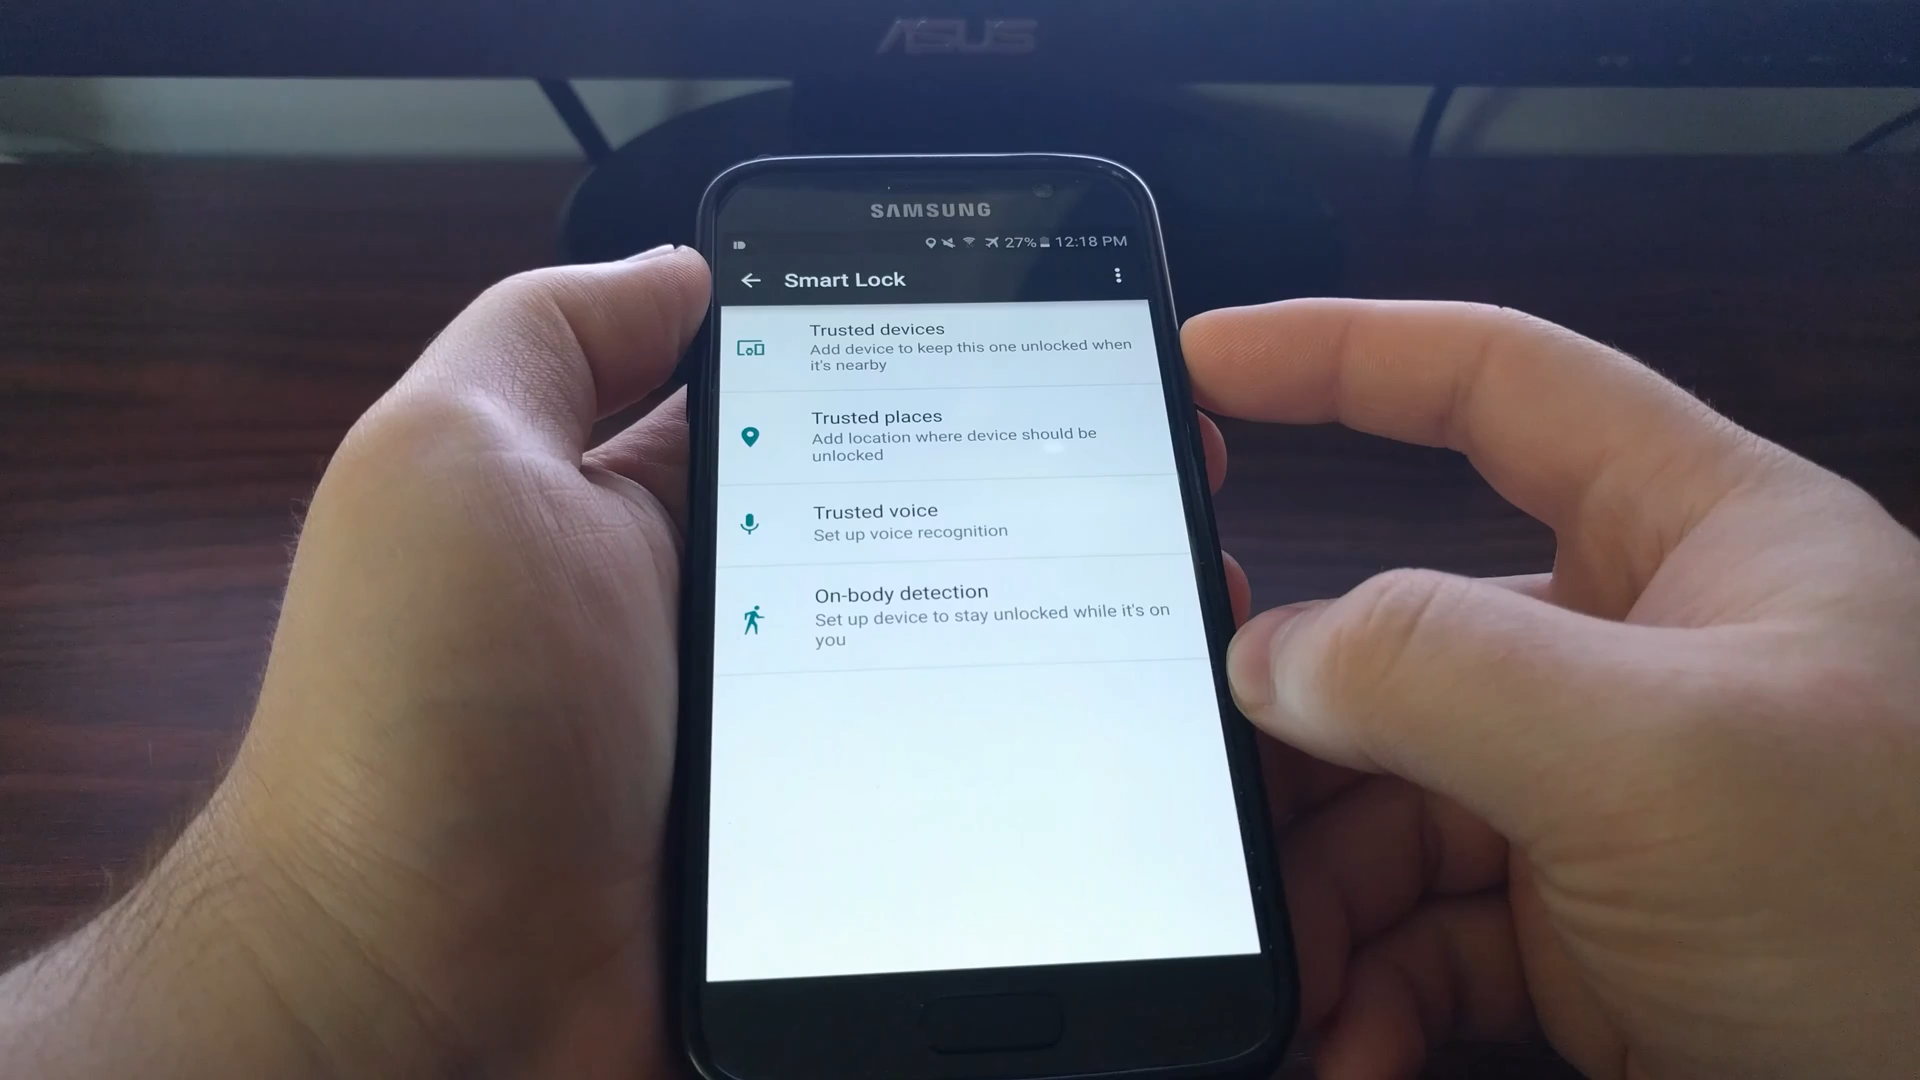 ASUS
SAMSUNG
27% 12:18 PM
Smart Lock
Trusted devices
Add device to keep this one unlocked when
it's nearby
Trusted places
Add location where device should be
unlocked
Trusted voice
Set up voice recognition
On-body detection
Set up device to stay unlocked while it's on
you